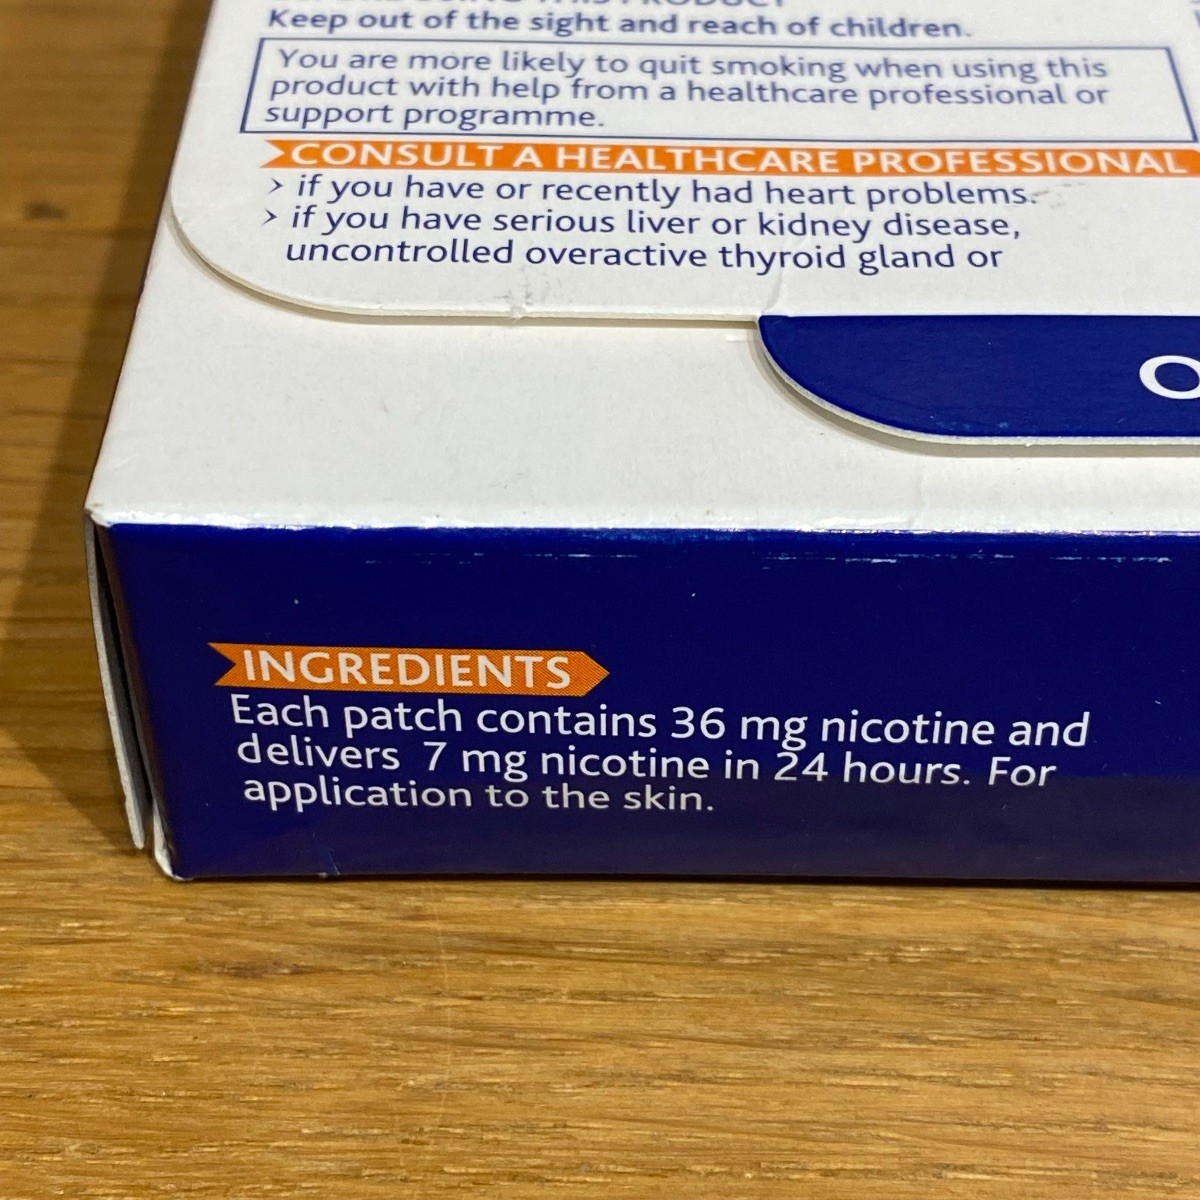 Keep out of the sight and reach of children.
You are more likely to quit smoking when using this
product with help from a healthcare professional or
support programme.
CONSULT A HEALTHCARE PROFESSIONAL
› if you have or recently had heart problems.
› if you have serious liver or kidney disease,
uncontrolled overactive thyroid gland or
INGREDIENTS
Each patch contains 36 mg nicotine and
delivers 7 mg nicotine in 24 hours. For
application to the skin.